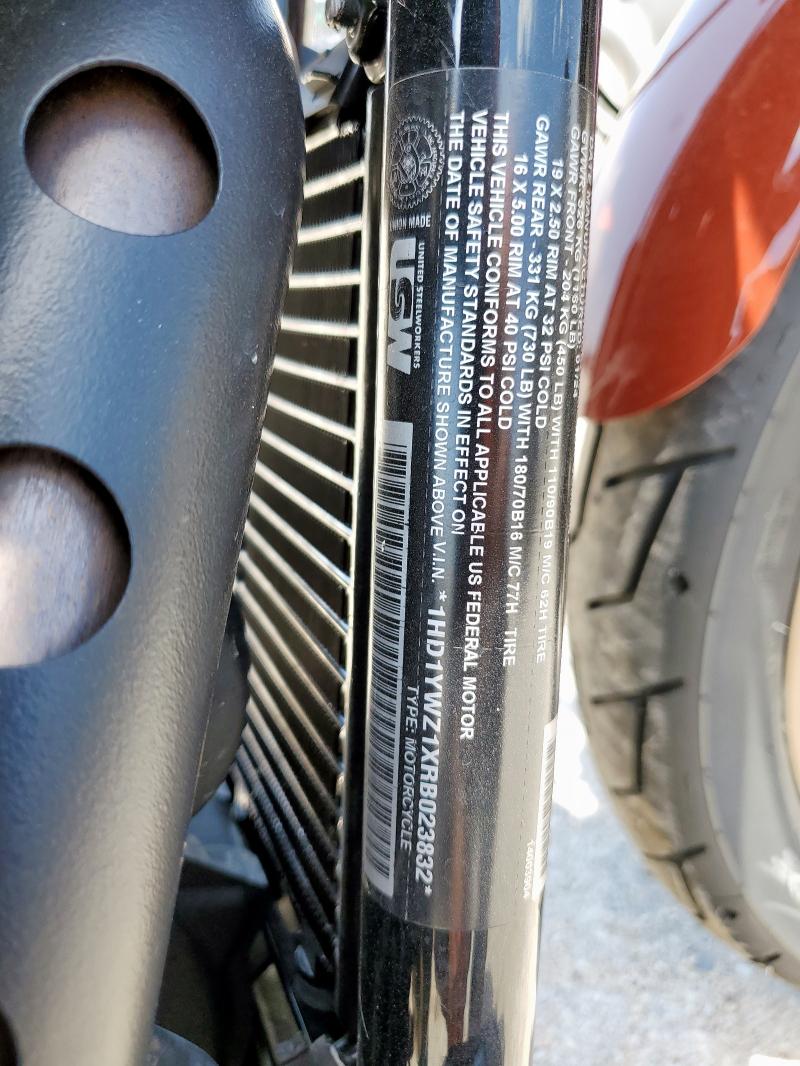 GAWR FRONT - 204 KG (450 LB) WITH 110/90B19 M/C 62H TIRE
19 X 2.50 RIM AT 32 PSI COLD
GAWR REAR - 331 KG (730 LB) WITH 180/70B16 M/C 77H TIRE
16 X 5.00 RIM AT 40 PSI COLD
THIS VEHICLE CONFORMS TO ALL APPLICABLE US FEDERAL MOTOR
VEHICLE SAFETY STANDARDS IN EFFECT ON
THE DATE OF MANUFACTURE SHOWN ABOVE V.I.N. *1HD1YWZ1XRB023832*
TYPE: MOTORCYCLE
UNION MADE
UNITED STEELWORKERS
USW